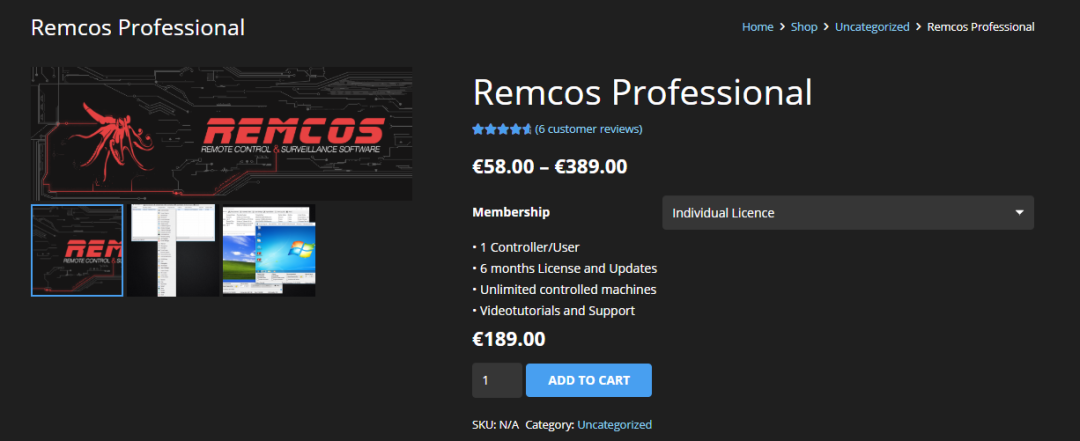 Remcos Professional
Home > Shop > Uncategorized > Remcos Professional
REMCOS
REMOTE CONTROL & SURVEILLANCE SOFTWARE
REM
REMOTE CONTROL & S
Remcos Professional
(6 customer reviews)
€58.00 – €389.00
Membership
Individual Licence
• 1 Controller/User
• 6 months License and Updates
• Unlimited controlled machines
• Videotutorials and Support
€189.00
1
ADD TO CART
SKU: N/A Category: Uncategorized